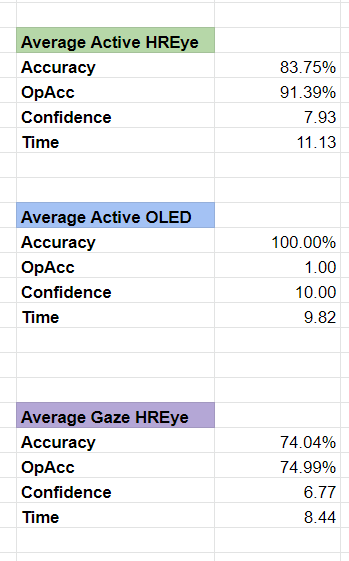 Average Active HREye
Accuracy 83.75%
OpAcc 91.39%
Confidence 7.93
Time 11.13
Average Active OLED
Accuracy 100.00%
OpAcc 1.00
Confidence 10.00
Time 9.82
Average Gaze HREye
Accuracy 74.04%
OpAcc 74.99%
Confidence 6.77
Time 8.44